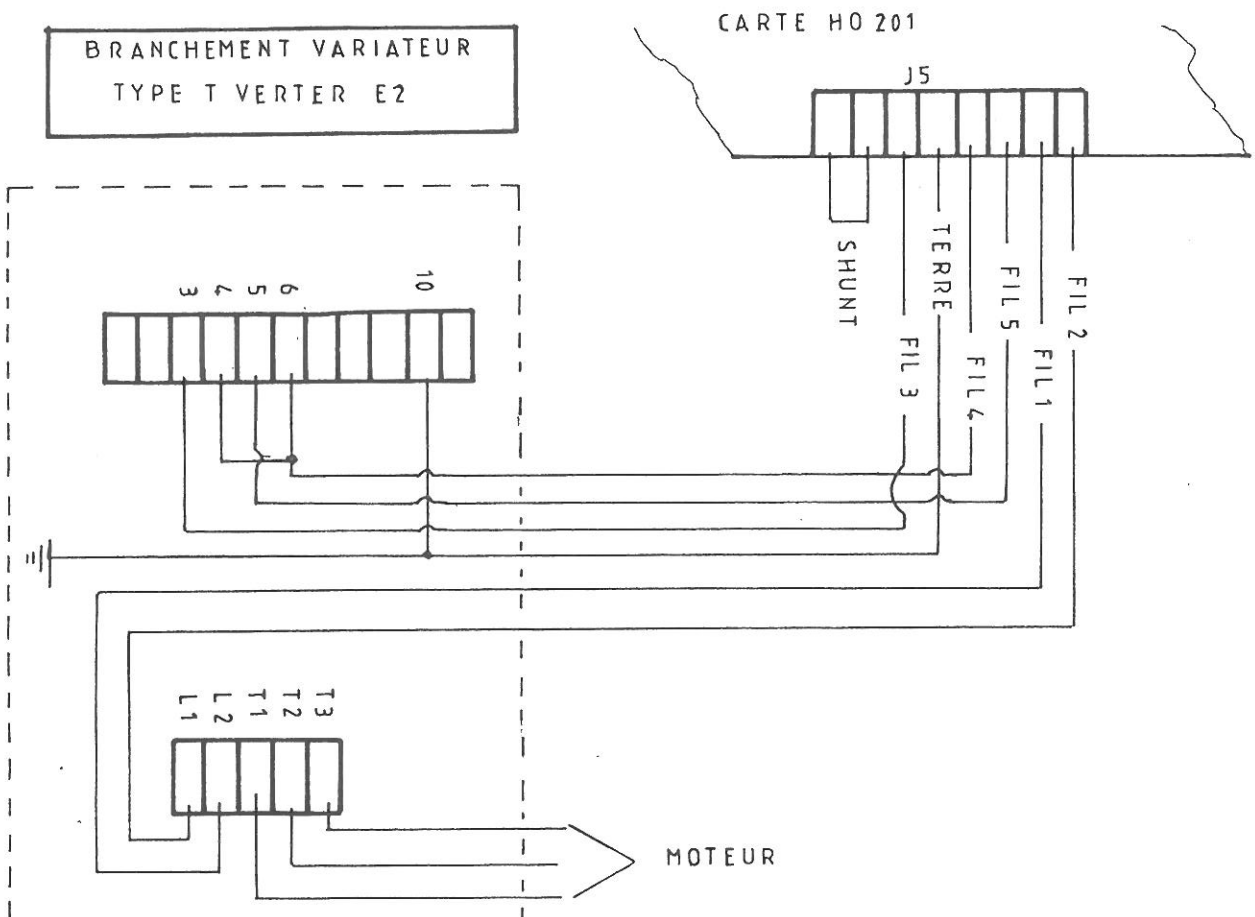 BRANCHEMENT VARIATEUR
TYPE T VERTER E2
CARTE HO 201
J5
SHUNT
FIL 3
TERRE
FIL 4
FIL 5
FIL 1
FIL 2
3 4 5 6 10
L1 L2 T1 T2 T3
MOTEUR